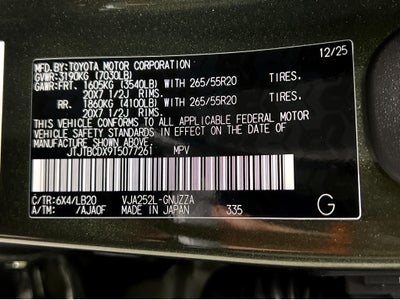 12/25
MFD.BY:TOYOTA MOTOR CORPORATION
GVWR:3190KG (7030LB)
GAWR:FRT. 1605KG (3540LB) WITH 265/55R20 TIRES.
20X7 1/2J RIMS.
RR. 1860KG (4100LB) WITH 265/55R20 TIRES.
20X7 1/2J RIMS.
THIS VEHICLE CONFORMS TO ALL APPLICABLE FEDERAL MOTOR
VEHICLE SAFETY STANDARDS IN EFFECT ON THE DATE OF
MANUFACTURE SHOWN ABOVE.
JTJTBCDX9T5077261 MPV
C/TR:6X4/LB20 VJA252L-GNUZZA
A/TM: /AJA0F MADE IN JAPAN 335 G